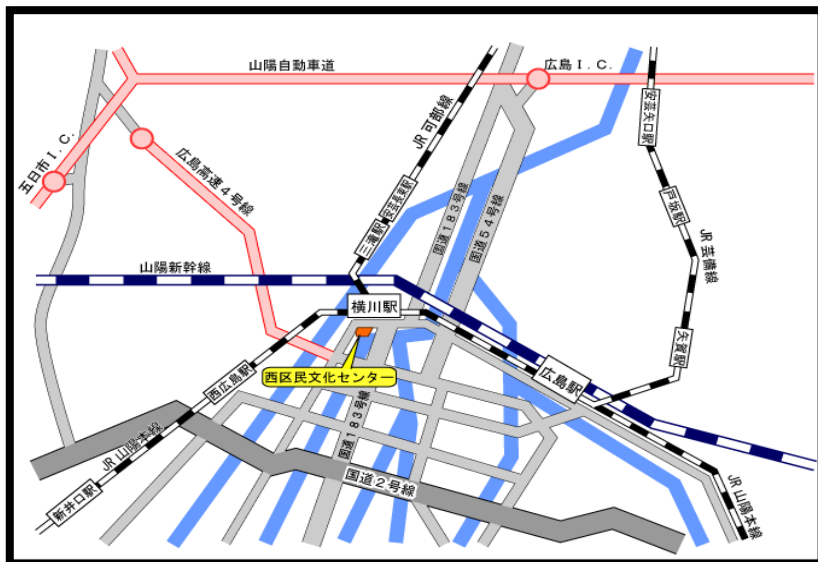 山陽自動車道
広島I.C.
五日市I.C.
広島高速4号線
JR可部線
安芸長束駅
三滝駅
国道183号線
国道54号線
安芸矢口駅
戸坂駅
JR芸備線
矢賀駅
山陽新幹線
横川駅
西広島駅
西区民文化センター
広島駅
国道183号線
JR山陽本線
新井口駅
国道2号線
JR山陽本線